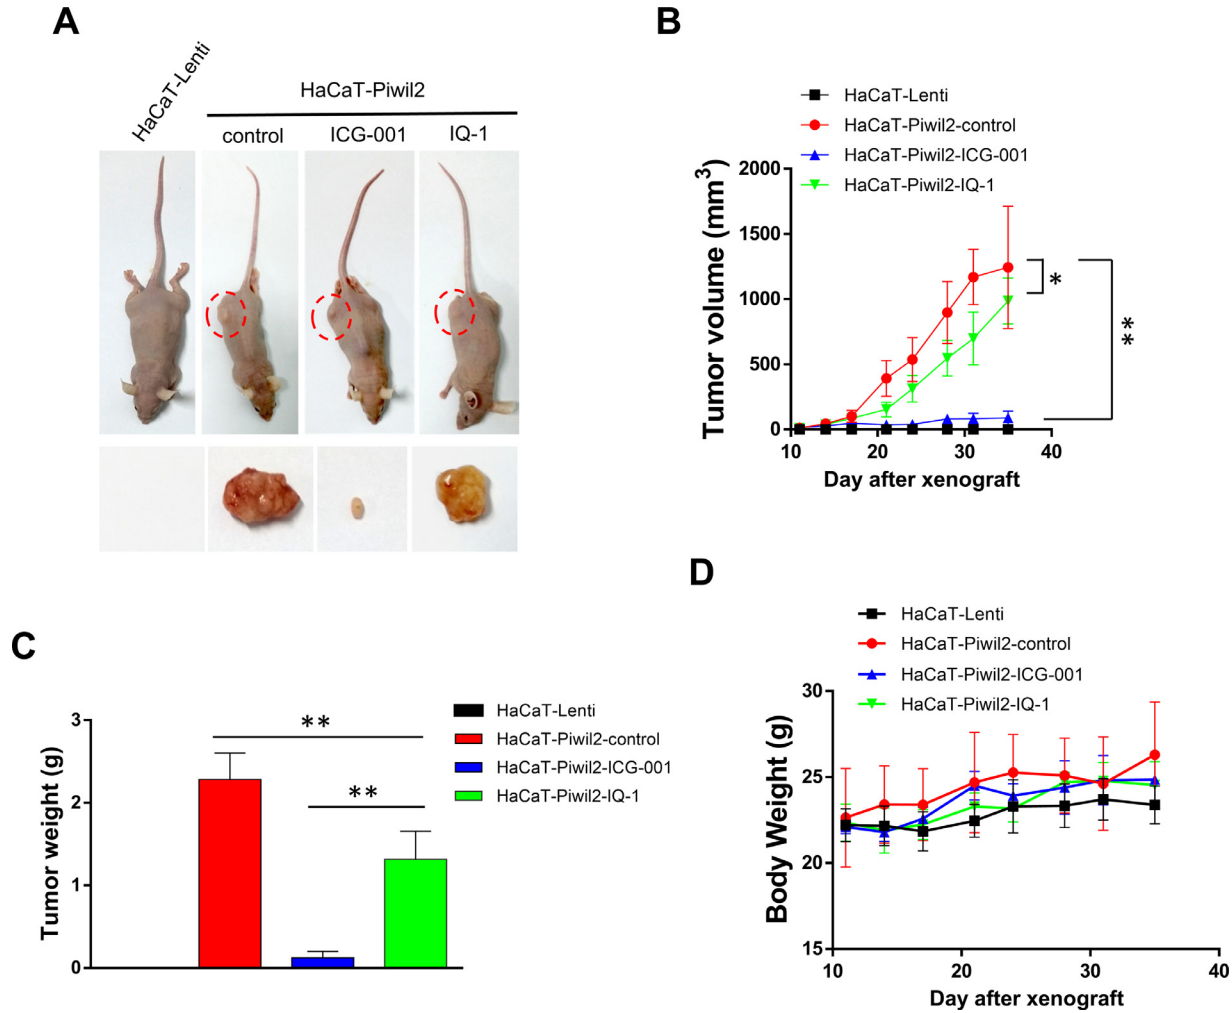 A
HaCaT-Lenti
HaCaT-Piwil2
control
ICG-001
IQ-1
B
HaCaT-Lenti
HaCaT-Piwil2-control
HaCaT-Piwil2-ICG-001
HaCaT-Piwil2-IQ-1
Tumor volume (mm³)
2000
1500
1000
500
0
10
20
30
40
Day after xenograft
*
**
C
HaCaT-Lenti
HaCaT-Piwil2-control
HaCaT-Piwil2-ICG-001
HaCaT-Piwil2-IQ-1
Tumor weight (g)
3
2
1
0
**
**
D
HaCaT-Lenti
HaCaT-Piwil2-control
HaCaT-Piwil2-ICG-001
HaCaT-Piwil2-IQ-1
Body Weight (g)
30
25
20
15
10
20
30
40
Day after xenograft